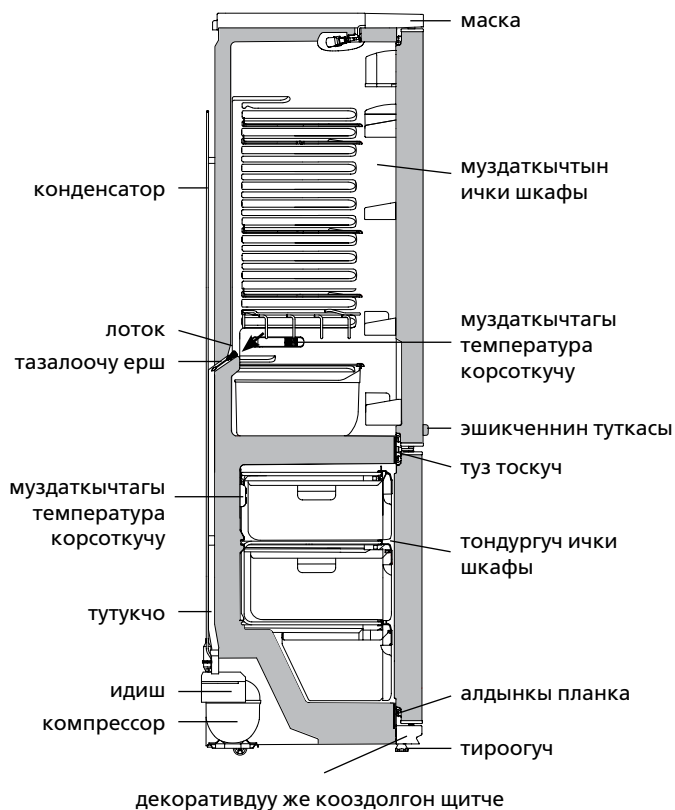 маска
муздаткычтын
ички шкафы
конденсатор
лоток
тазалоочу ерш
муздаткычтагы
температура
корсоткучу
эшикченнин туткасы
туз тоскуч
муздаткычтагы
температура
корсоткучу
тондургуч ички
шкафы
тутукчо
идиш
компрессор
алдынкы планка
тироогуч
декоративдуу же кооздолгон щитче